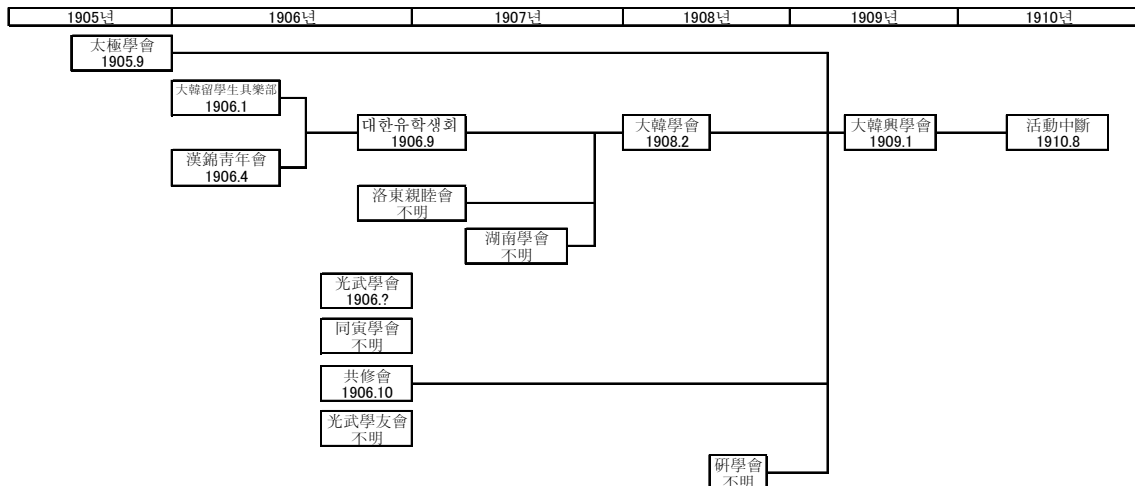 1905년 1906년 1907년 1908년 1909년 1910년
太極學會
1905.9
大韓留學生具樂部
1906.1
漢錦靑年會
1906.4
대한유학생회
1906.9
大韓學會
1908.2
大韓興學會
1909.1
活動中斷
1910.8
洛東親睦會
不明
湖南學會
不明
光武學會
1906.?
同寅學會
不明
共修會
1906.10
光武學友會
不明
硏學會
不明